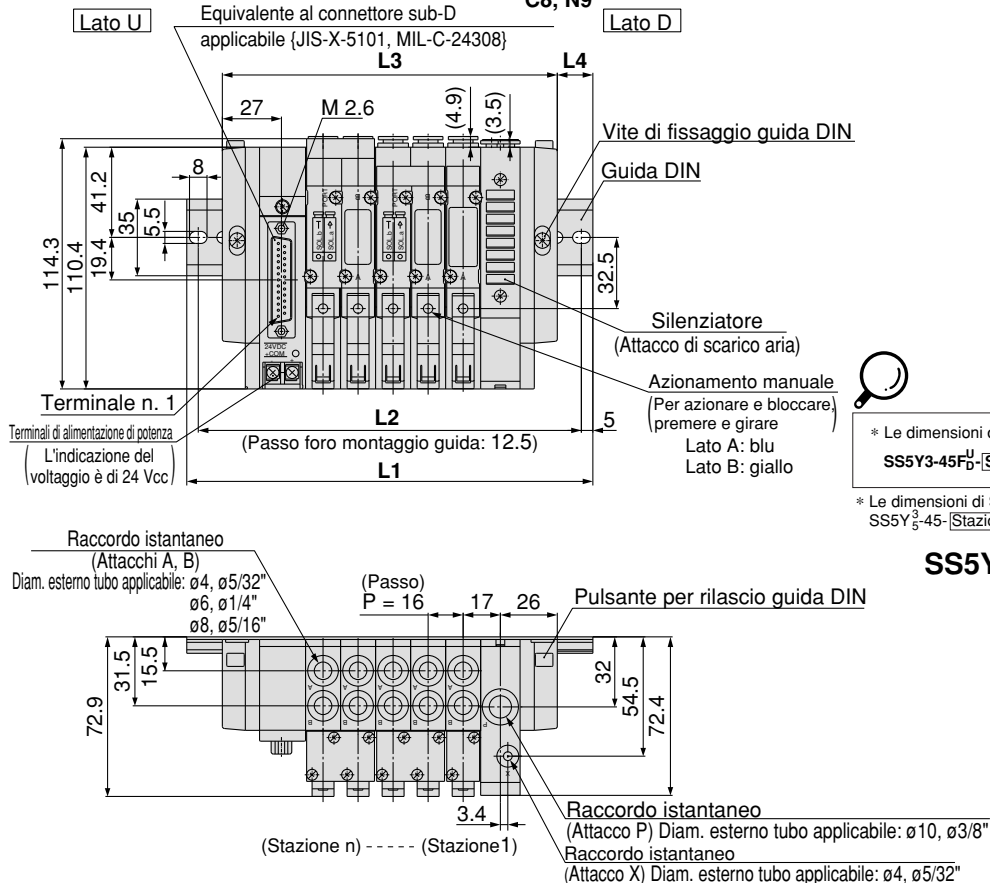 C8, N9
Lato U
Equivalente al connettore sub-D
applicabile {JIS-X-5101, MIL-C-24308}
Lato D
L3
L4
27
M 2.6
(4.9)
(3.5)
Vite di fissaggio guida DIN
Guida DIN
8
41.2
35
5.5
19.4
114.3
110.4
32.5
PORT
SOL.b
SOL.a
SOL.b
SOL.a
B
A
B
A
A
Silenziatore
(Attacco di scarico aria)
24VDC
+COM
Terminale n. 1
Terminali di alimentazione di potenza
(L'indicazione del
voltaggio è di 24 Vcc)
L2
5
(Passo foro montaggio guida: 12.5)
L1
Azionamento manuale
(Per azionare e bloccare,
premere e girare)
Lato A: blu
Lato B: giallo
* Le dimensioni
SS5Y3-45F U D -
* Le dimensioni di
SS5Y 3 5 -45- Stazio
SS5Y
Raccordo istantaneo
(Attacchi A, B)
Diam. esterno tubo applicabile: ø4, ø5/32"
ø6, ø1/4"
ø8, ø5/16"
(Passo)
P = 16
17
26
Pulsante per rilascio guida DIN
72.9
31.5
15.5
A A A A A
B B B B B
P
X
32
54.5
72.4
3.4
(Stazione n) ----- (Stazione1)
Raccordo istantaneo
(Attacco P) Diam. esterno tubo applicabile: ø10, ø3/8"
Raccordo istantaneo
(Attacco X) Diam. esterno tubo applicabile: ø4, ø5/32"